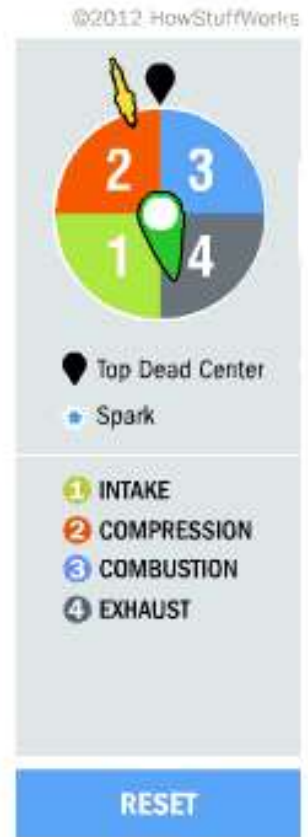 ©2012 HowStuffWorks
2 3
1 4
Top Dead Center
Spark
1 INTAKE
2 COMPRESSION
3 COMBUSTION
4 EXHAUST
RESET